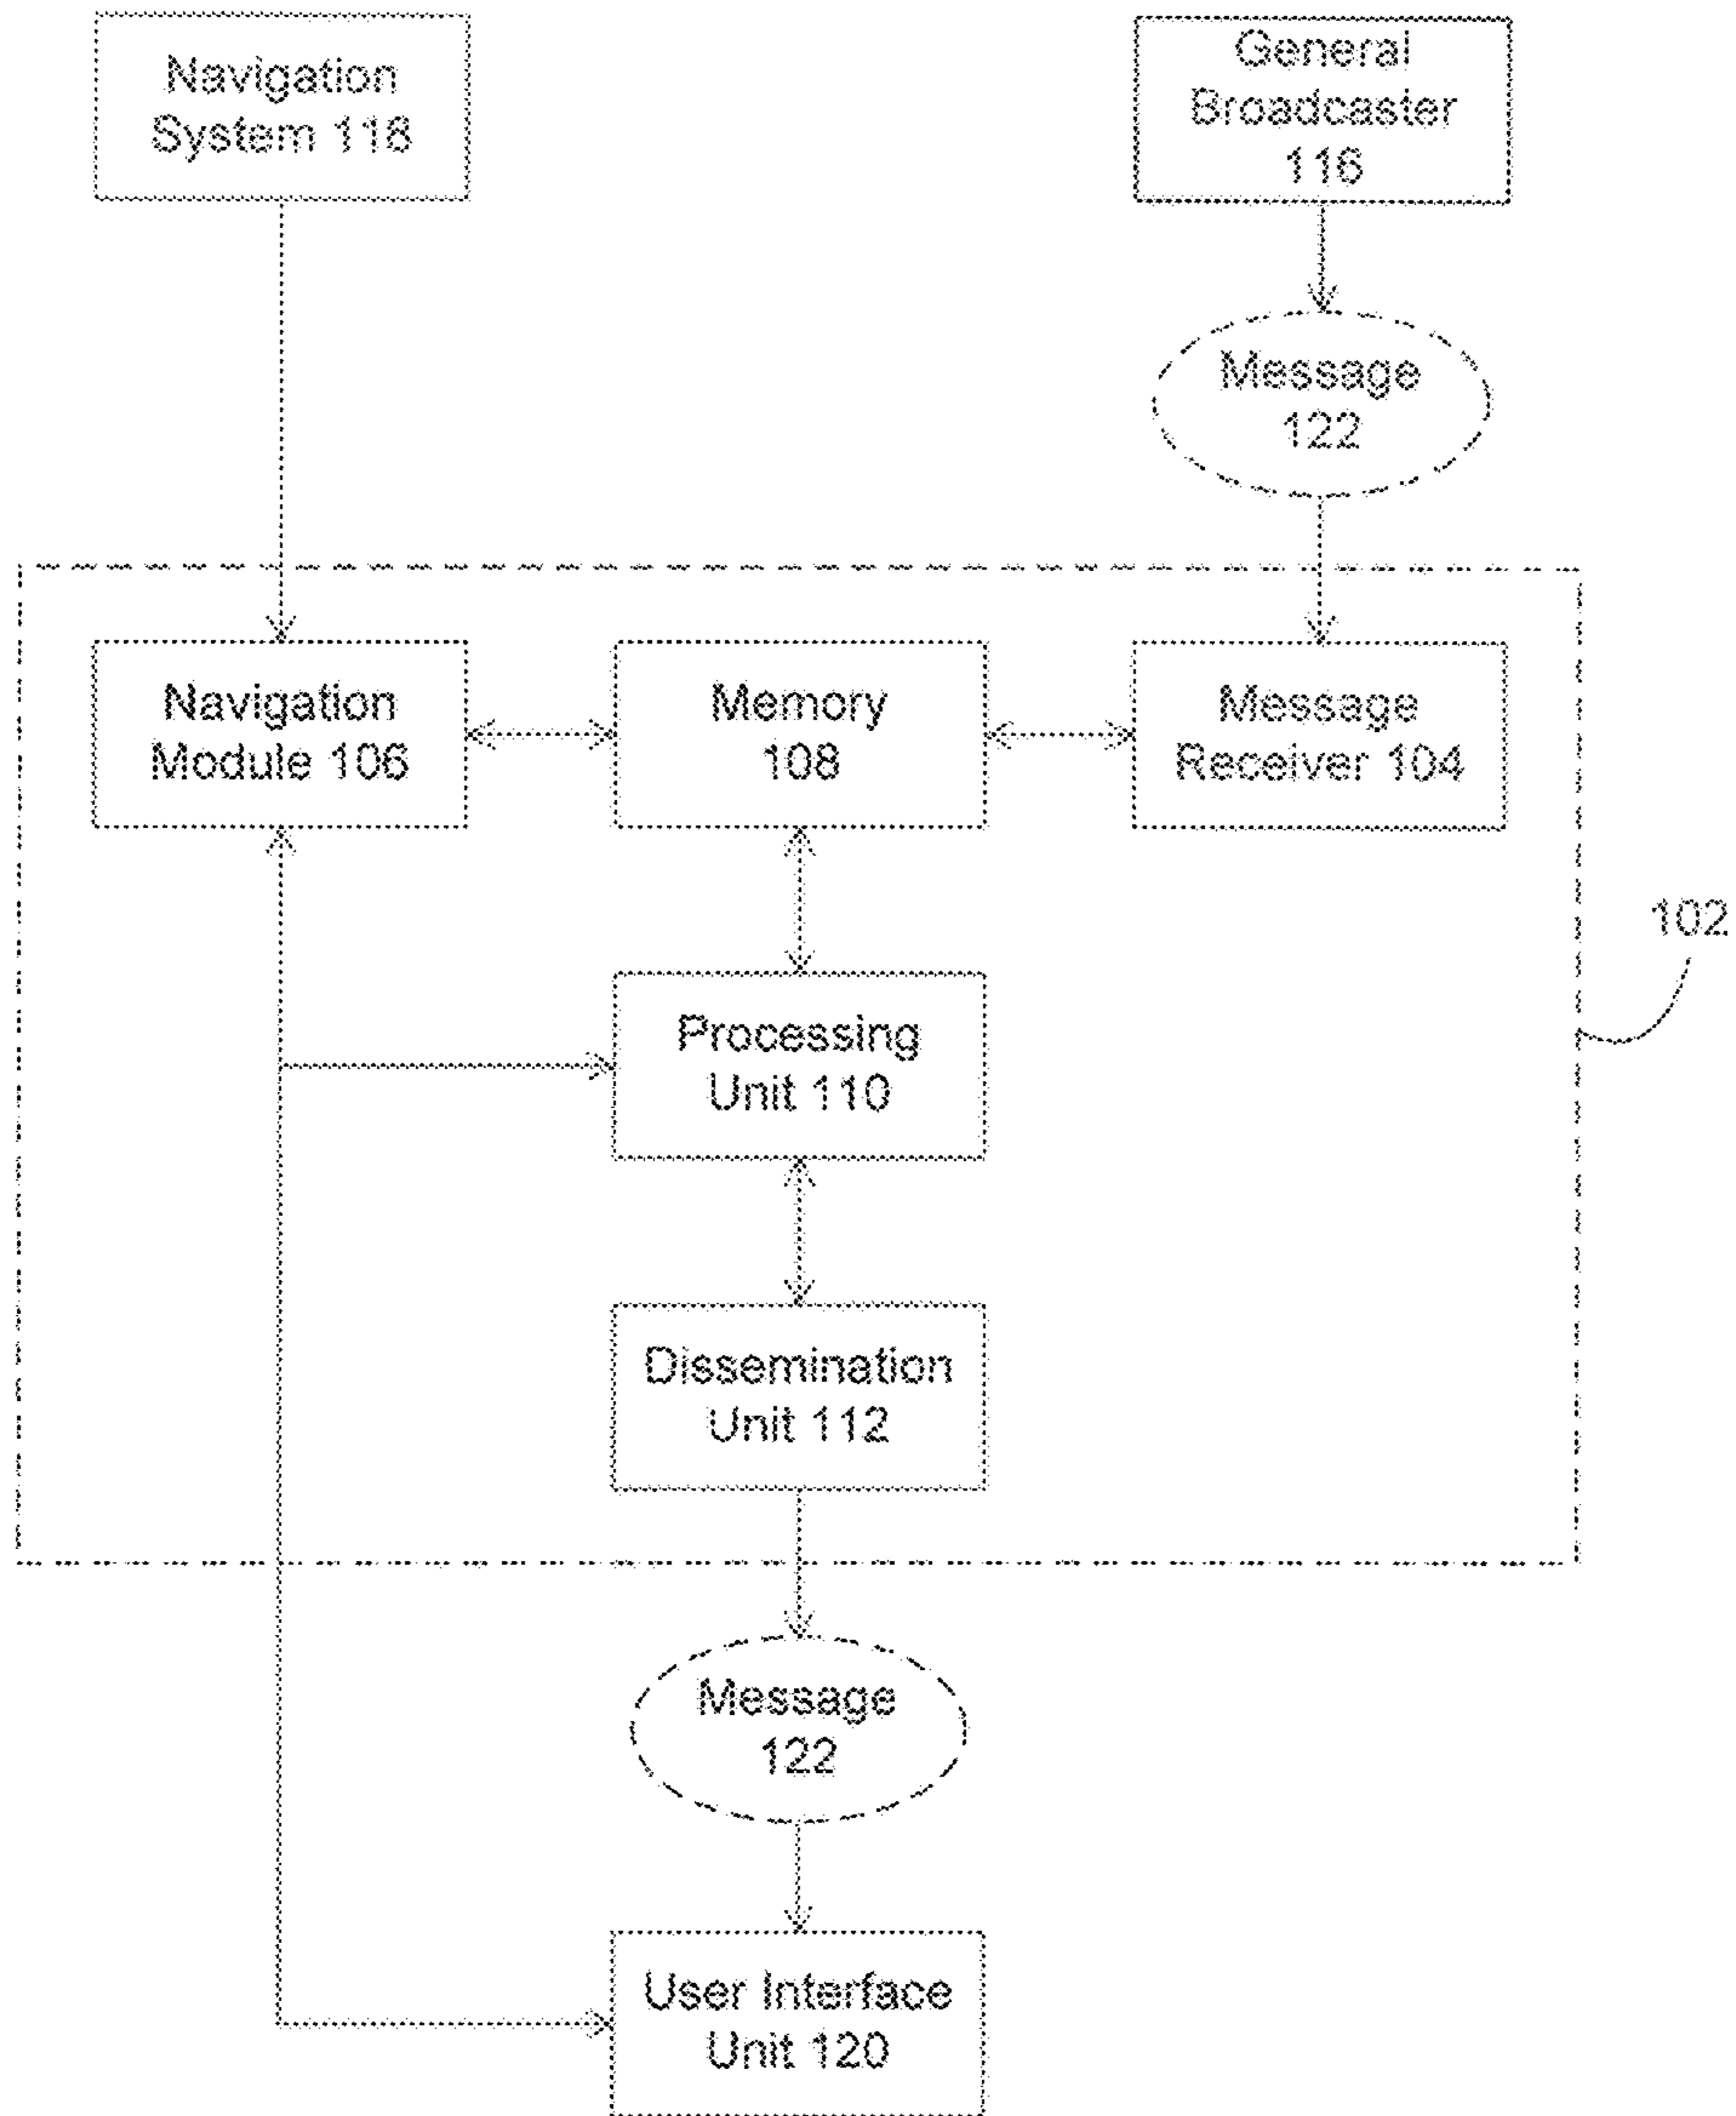 Navigation
System 118
General
Broadcaster
116
Message
122
Navigation
Module 106
Memory
108
Message
Receiver 104
102
Processing
Unit 110
Dissemination
Unit 112
Message
122
User Interface
Unit 120